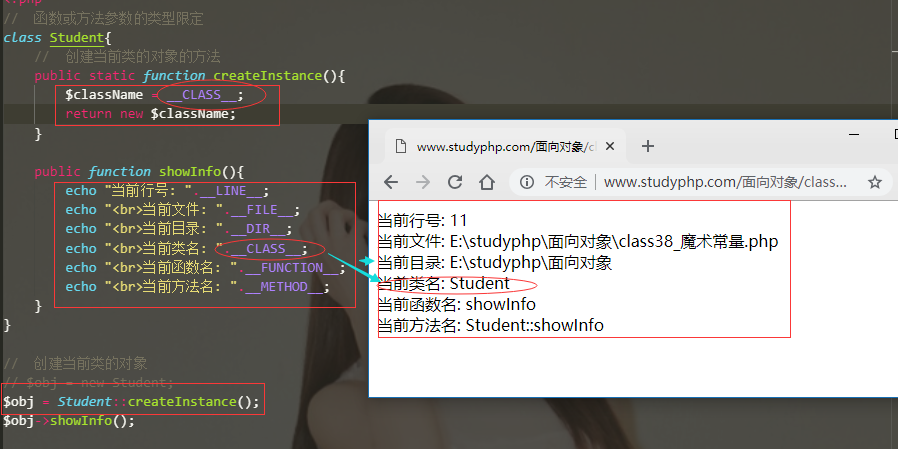 <?php
//  函数或方法参数的类型限定
class Student{
    //  创建当前类的对象的方法
    public static function createInstance(){
        $className = __CLASS__;
        return new $className;
    }

    public function showInfo(){
        echo "当前行号: ".__LINE__;
        echo "<br>当前文件: ".__FILE__;
        echo "<br>当前目录: ".__DIR__;
        echo "<br>当前类名: ".__CLASS__;
        echo "<br>当前函数名: ".__FUNCTION__;
        echo "<br>当前方法名: ".__METHOD__;
    }
}

//  创建当前类的对象
// $obj = new Student;
$obj = Student::createInstance();
$obj->showInfo();
www.studyphp.com/面向对象/cl
不安全 | www.studyphp.com/面向对象/class...
当前行号: 11
当前文件: E:\studyphp\面向对象\class38_魔术常量.php
当前目录: E:\studyphp\面向对象
当前类名: Student
当前函数名: showInfo
当前方法名: Student::showInfo